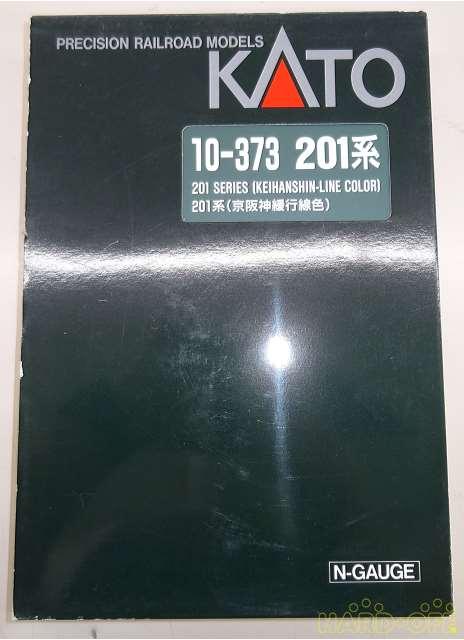 PRECISION RAILROAD MODELS
KATO
10-373 201系
201 SERIES (KEIHANSHIN-LINE COLOR)
201系(京阪神緩行線色)
N-GAUGE
HARD-OFF